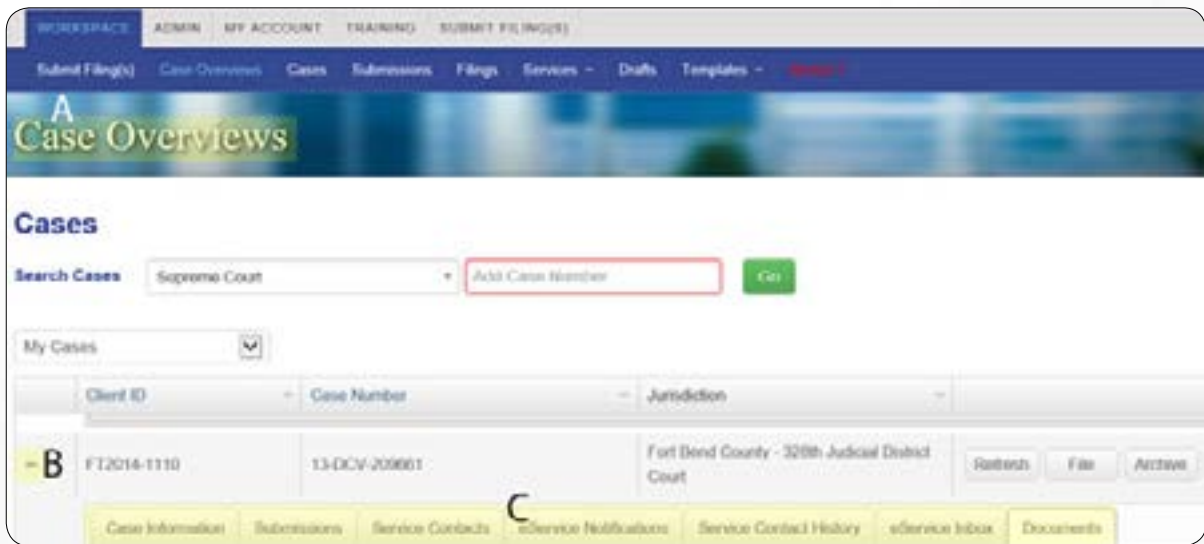 WORKSPACE ADMIN MY ACCOUNT TRAINING SUBMIT FILING(S)
Submit Filing(s) Case Overviews Cases Submissions Filings Services Drafts Templates
A
Case Overviews
Cases
Search Cases Supreme Court Add Case Number Go
My Cases
Client ID Case Number Jurisdiction
- B FT2014-1110 13-DCV-209661 Fort Bend County - 328th Judicial District Court Refresh File Archive
C
Case Information Submissions Service Contacts eService Notifications Service Contact History eService Inbox Documents